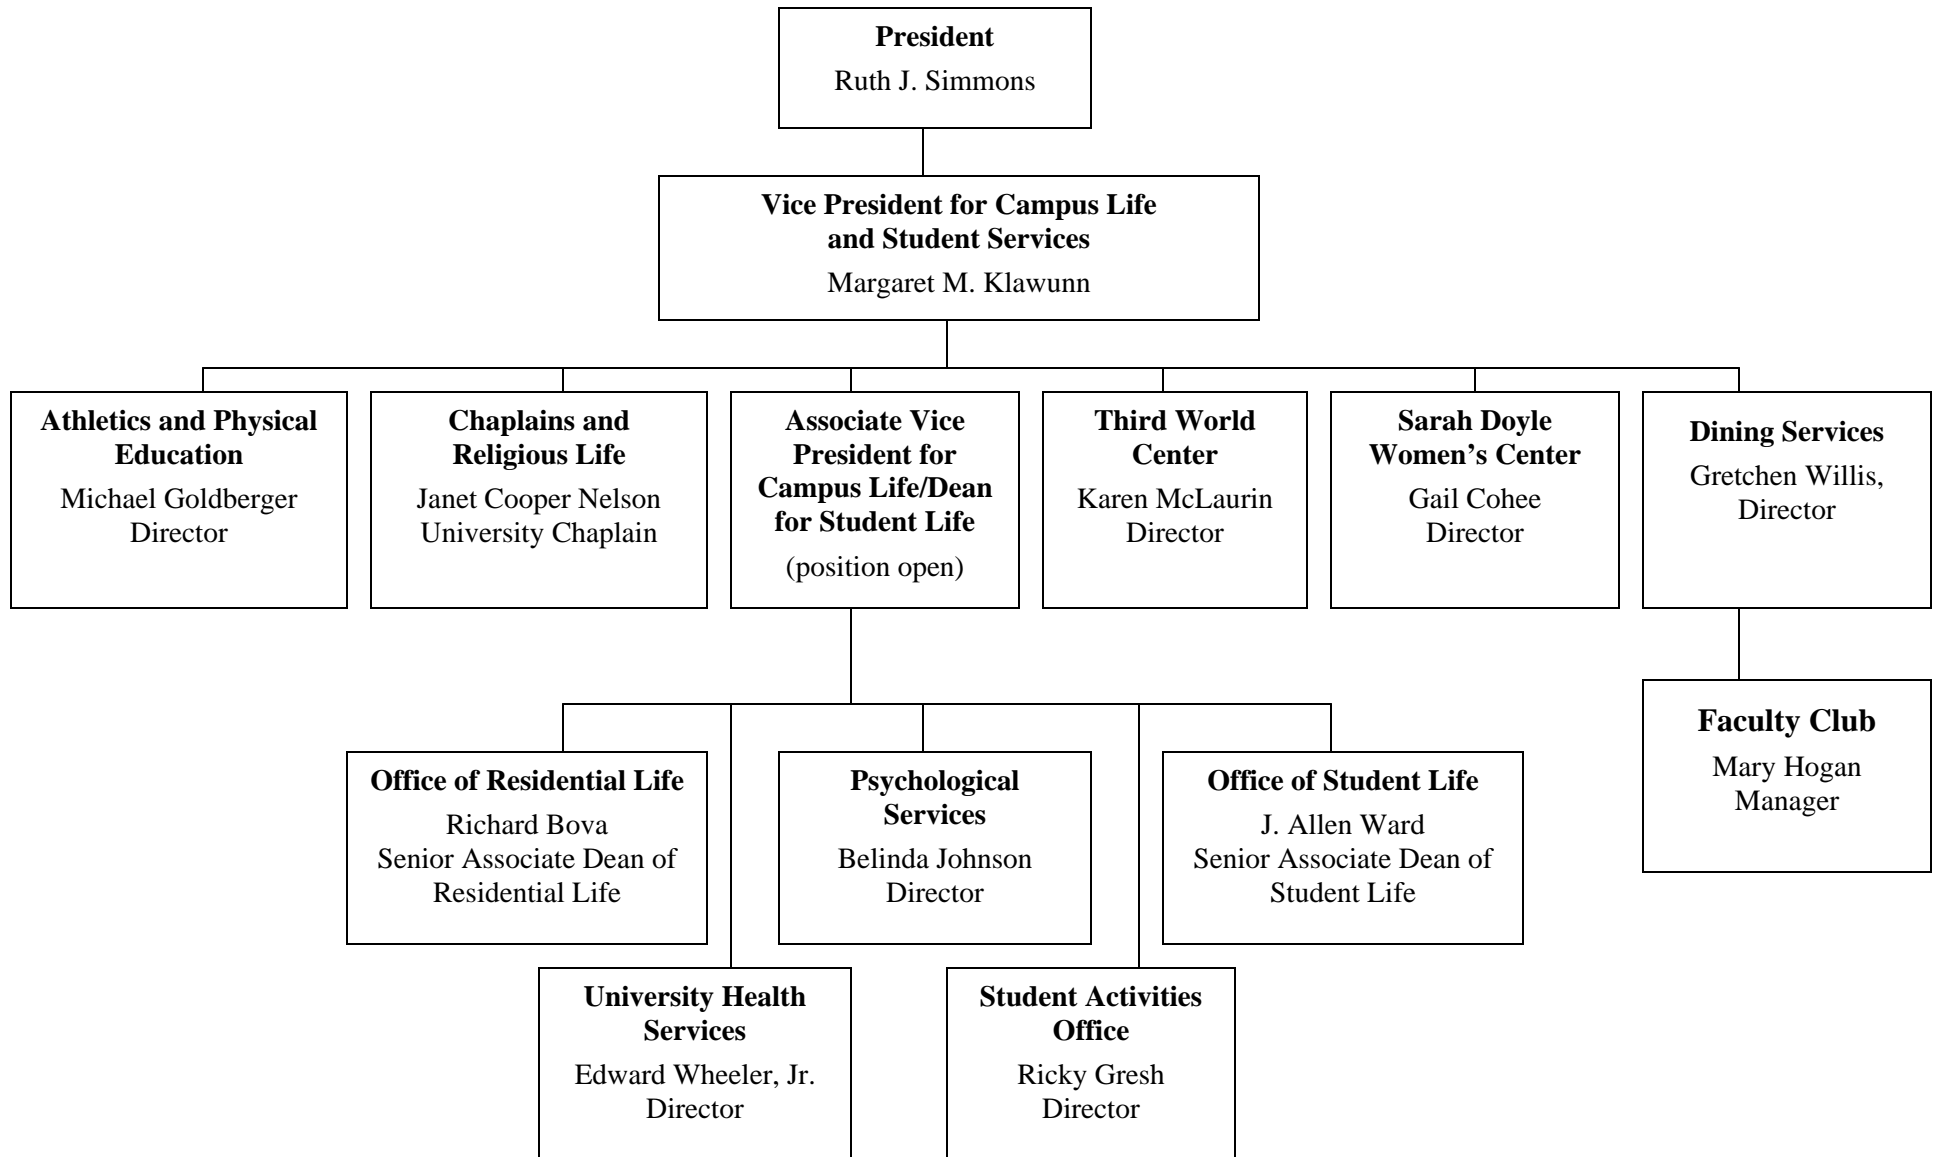 President
Ruth J. Simmons
Vice President for Campus Life
and Student Services
Margaret M. Klawunn
Athletics and Physical
Education
Michael Goldberger
Director
Chaplains and
Religious Life
Janet Cooper Nelson
University Chaplain
Associate Vice
President for
Campus Life/Dean
for Student Life
(position open)
Third World
Center
Karen McLaurin
Director
Sarah Doyle
Women’s Center
Gail Cohee
Director
Dining Services
Gretchen Willis,
Director
Faculty Club
Mary Hogan
Manager
Office of Residential Life
Richard Bova
Senior Associate Dean of
Residential Life
Psychological
Services
Belinda Johnson
Director
Office of Student Life
J. Allen Ward
Senior Associate Dean of
Student Life
University Health
Services
Edward Wheeler, Jr.
Director
Student Activities
Office
Ricky Gresh
Director